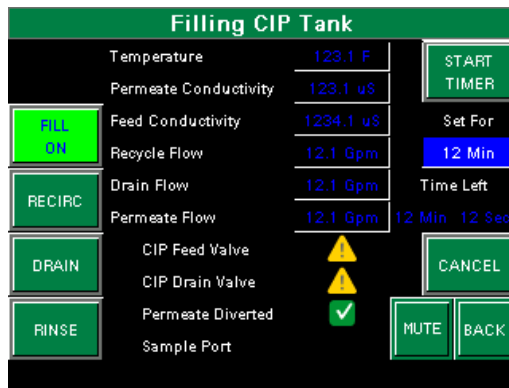 Filling CIP Tank
Temperature 123.1 F
START TIMER
Permeate Conductivity 123.1 uS
FILL ON
Feed Conductivity 1234.1 uS
Set For
Recycle Flow 12.1 Gpm
12 Min
RECIRC
Drain Flow 12.1 Gpm
Time Left
Permeate Flow 12.1 Gpm
12 Min 12 Sec
DRAIN
CIP Feed Valve
CANCEL
CIP Drain Valve
RINSE
Permeate Diverted
MUTE
BACK
Sample Port